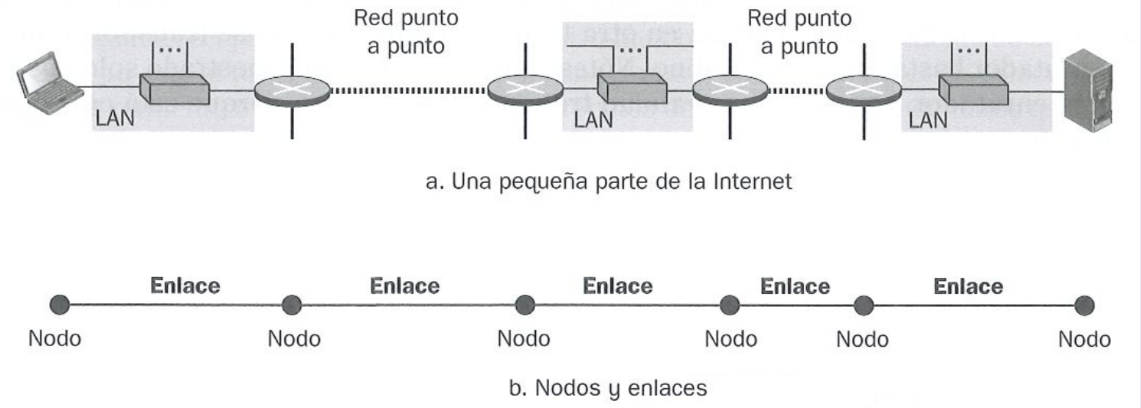 Red punto
a punto
Red punto
a punto
...
...
...
LAN
LAN
LAN
a. Una pequeña parte de la Internet
Enlace
Enlace
Enlace
Enlace
Enlace
Nodo
Nodo
Nodo
Nodo
Nodo
Nodo
b. Nodos y enlaces